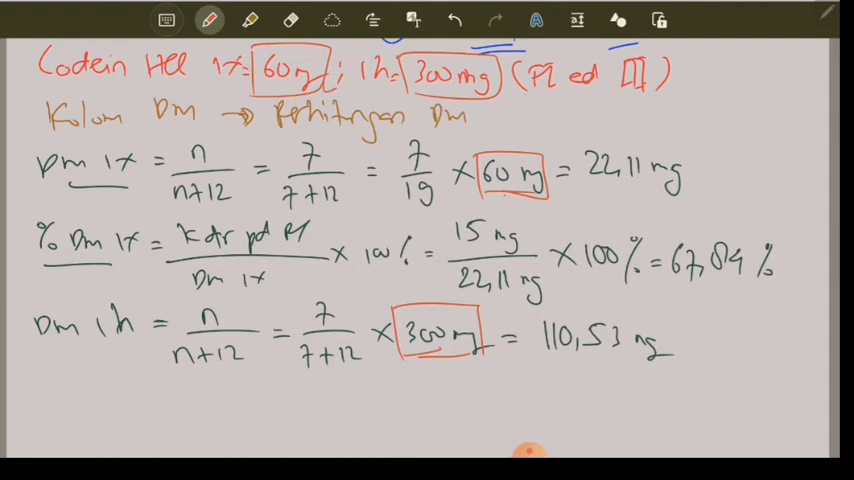 Codein HCl 1x = 60 mg ; 1 h = 300 mg (FI ed III)
Kolom DM → Perhitungan DM
DM 1x = n/n+12 = 7/7+12 = 7/19 × 60 mg = 22,11 mg
% DM 1x = kdr pd R/ / DM 1x × 100% = 15 mg / 22,11 mg × 100% = 67,84 %
DM 1 h = n/n+12 = 7/7+12 × 300 mg = 110,53 mg